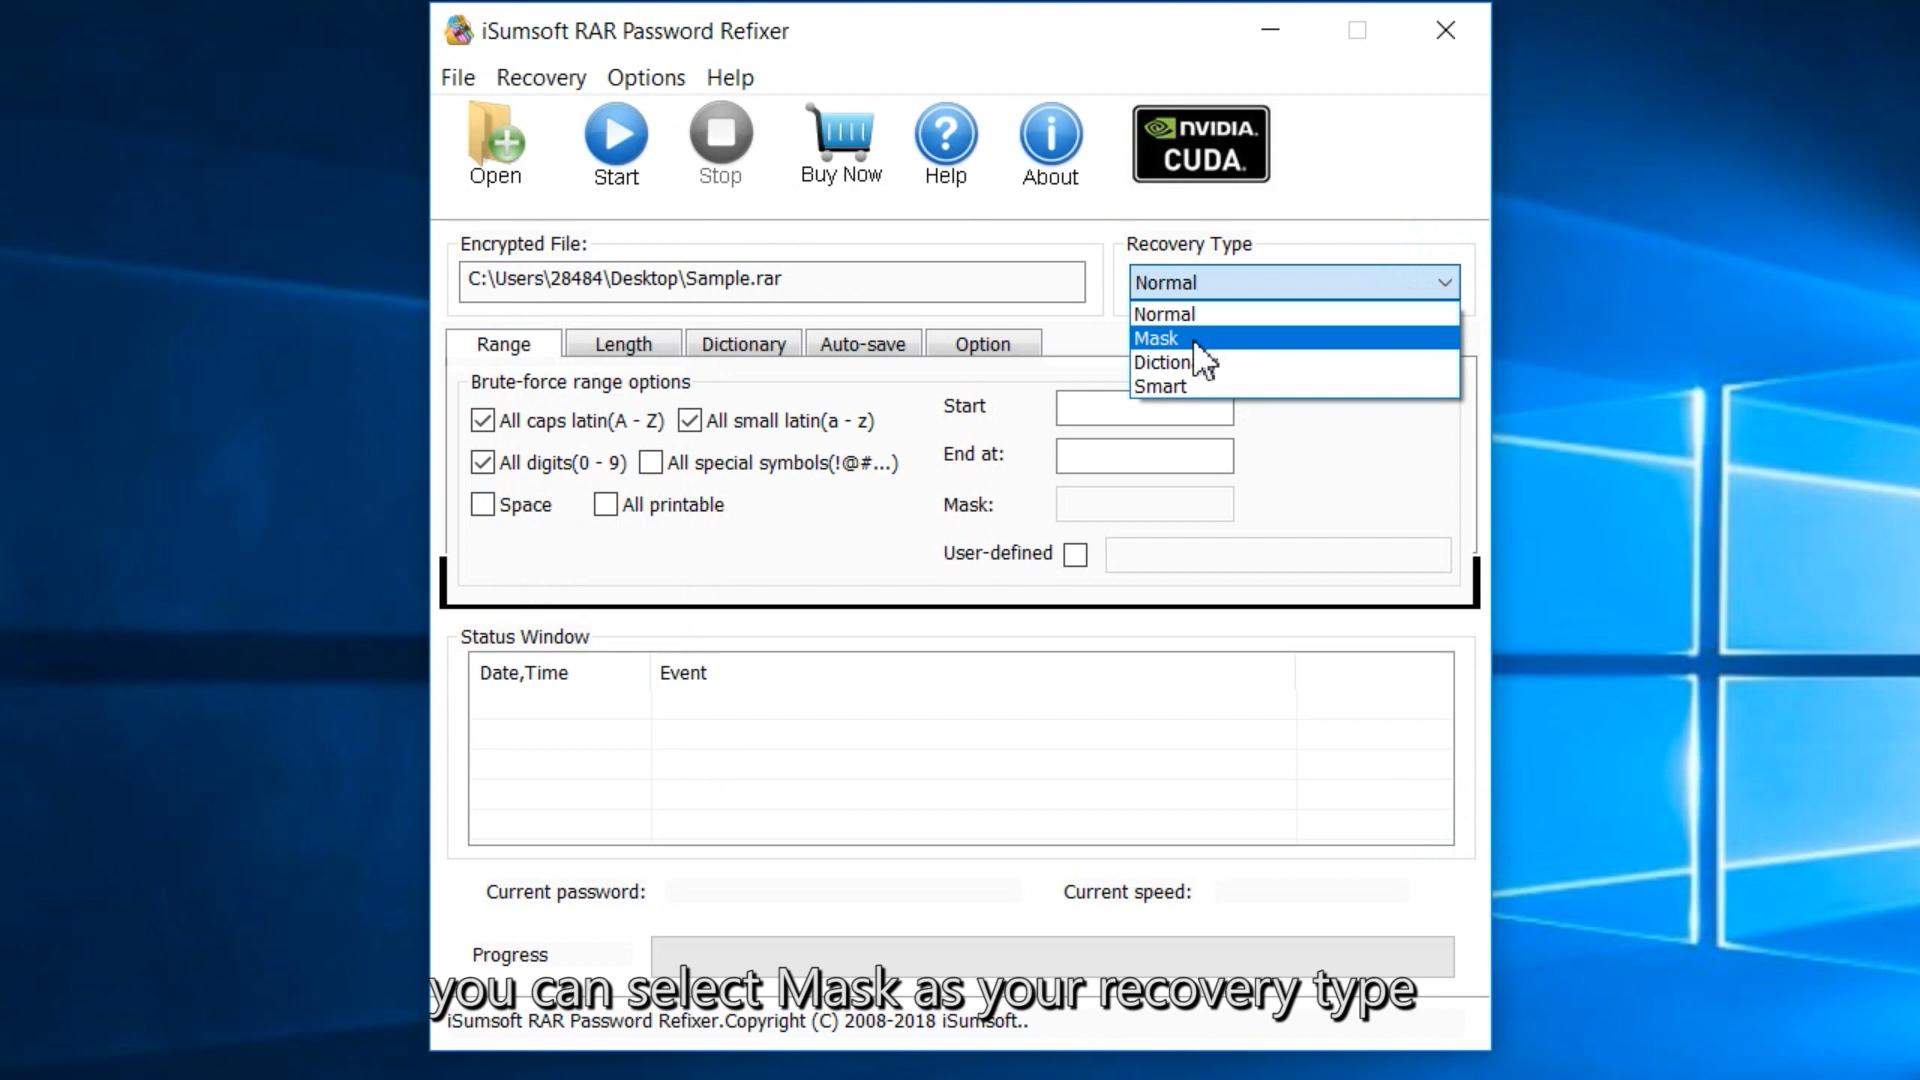 iSumsoft RAR Password Refixer
File Recovery Options Help
Open Start Stop Buy Now Help About
NVIDIA.
CUDA.
Encrypted File:
C:\Users\28484\Desktop\Sample.rar
Recovery Type
Normal
Normal
Mask
Diction
Smart
Range Length Dictionary Auto-save Option
Brute-force range options
All caps latin(A - Z) All small latin(a - z)
All digits(0 - 9) All special symbols(!@#...)
Space All printable
Start
End at:
Mask:
User-defined
Status Window
Date,Time Event
Current password: Current speed:
Progress
you can select Mask as your recovery type
iSumsoft RAR Password Refixer.Copyright (C) 2008-2018 iSumsoft..